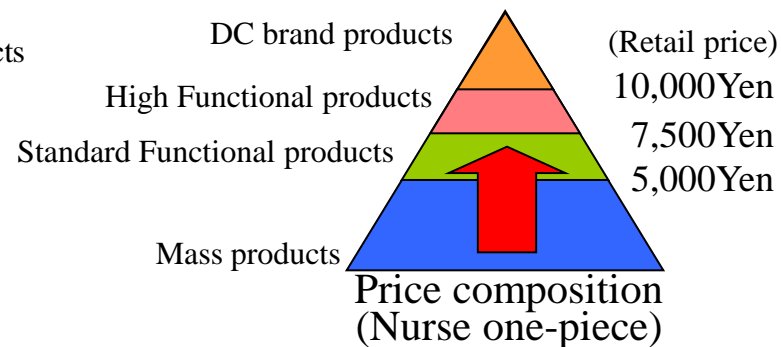 DC brand products
(Retail price)
cts
10,000Yen
High Functional products
7,500Yen
Standard Functional products
5,000Yen
Mass products
Price composition
(Nurse one-piece)